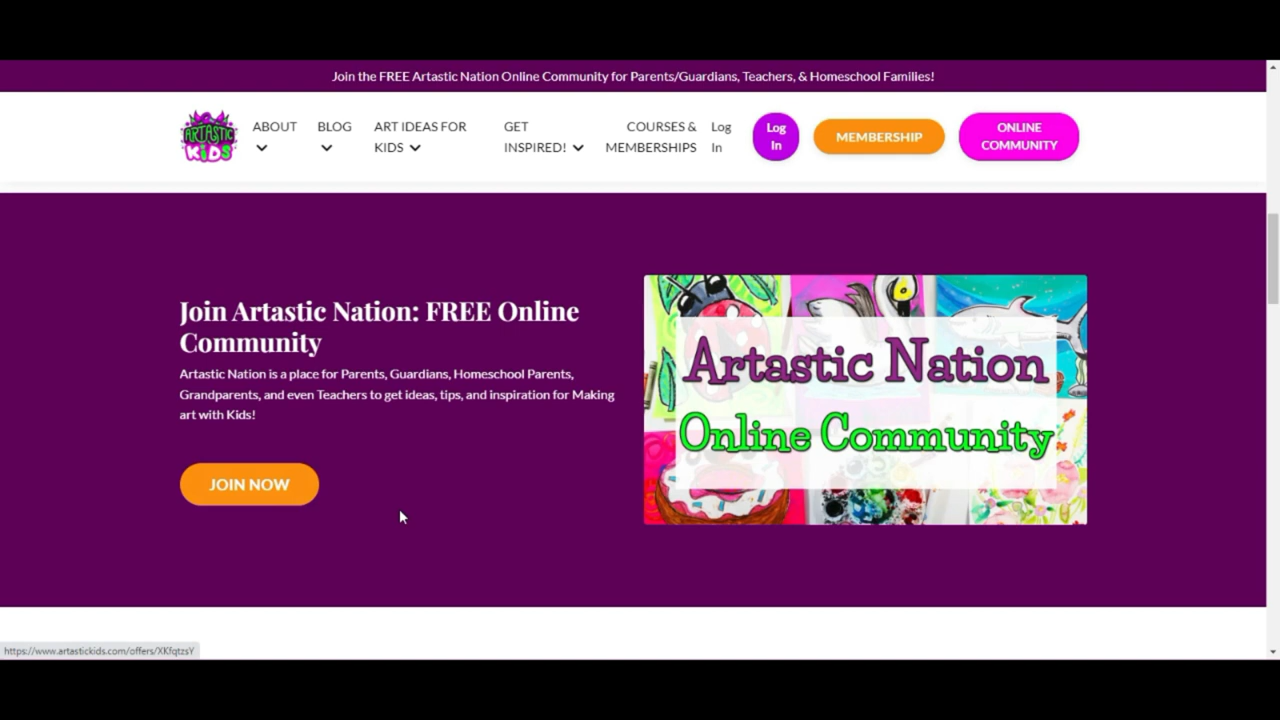 Join the FREE Artastic Nation Online Community for Parents/Guardians, Teachers, & Homeschool Families!
ARTASTIC
KIDS
ABOUT
BLOG
ART IDEAS FOR
KIDS
GET
INSPIRED!
COURSES &
MEMBERSHIPS
Log
In
Log
In
MEMBERSHIP
ONLINE
COMMUNITY
Join Artastic Nation: FREE Online
Community
Artastic Nation is a place for Parents, Guardians, Homeschool Parents,
Grandparents, and even Teachers to get ideas, tips, and inspiration for Making
art with Kids!
JOIN NOW
Artastic Nation
Online Community
https://www.artastickids.com/offers/XKfqtzsY